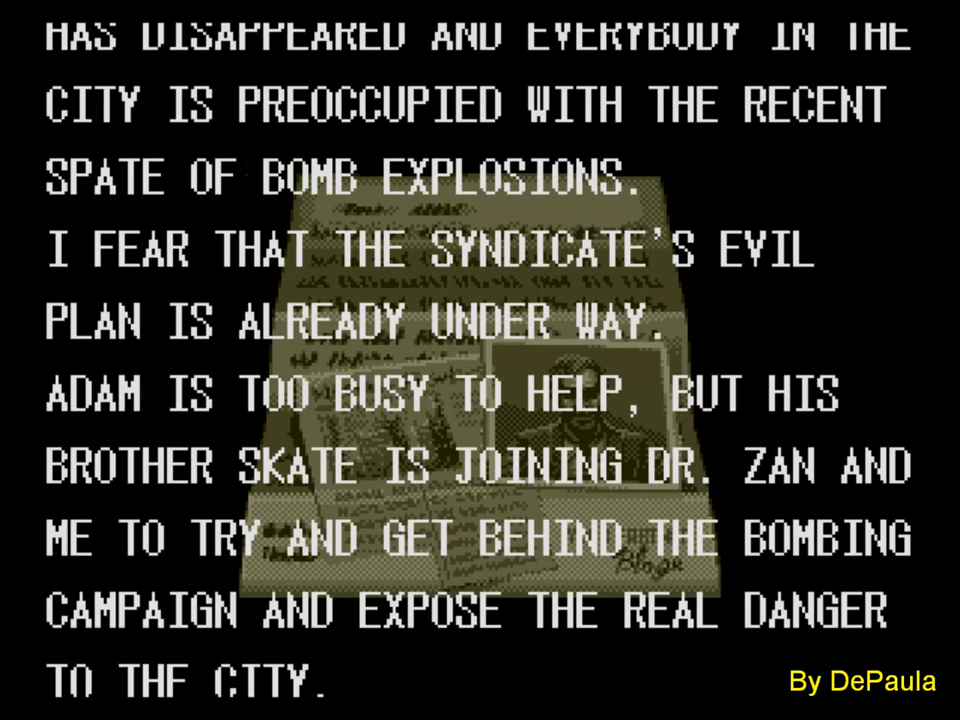 HAS DISAPPEARED AND EVERYBODY IN THE
CITY IS PREOCCUPIED WITH THE RECENT
SPATE OF BOMB EXPLOSIONS.
I FEAR THAT THE SYNDICATE'S EVIL
PLAN IS ALREADY UNDER WAY.
ADAM IS TOO BUSY TO HELP, BUT HIS
BROTHER SKATE IS JOINING DR. ZAN AND
ME TO TRY AND GET BEHIND THE BOMBING
CAMPAIGN AND EXPOSE THE REAL DANGER
TO THE CITY.
By DePaula